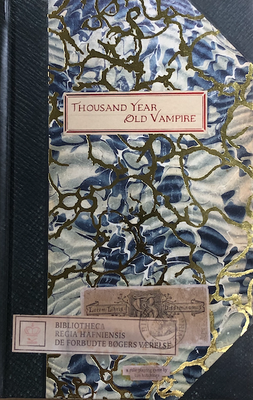 THOUSAND YEAR
OLD VAMPIRE
BIBLIOTHECA
REGIA HAFNIENSIS
DE FORBUDTE BØGERS VÆRELSE